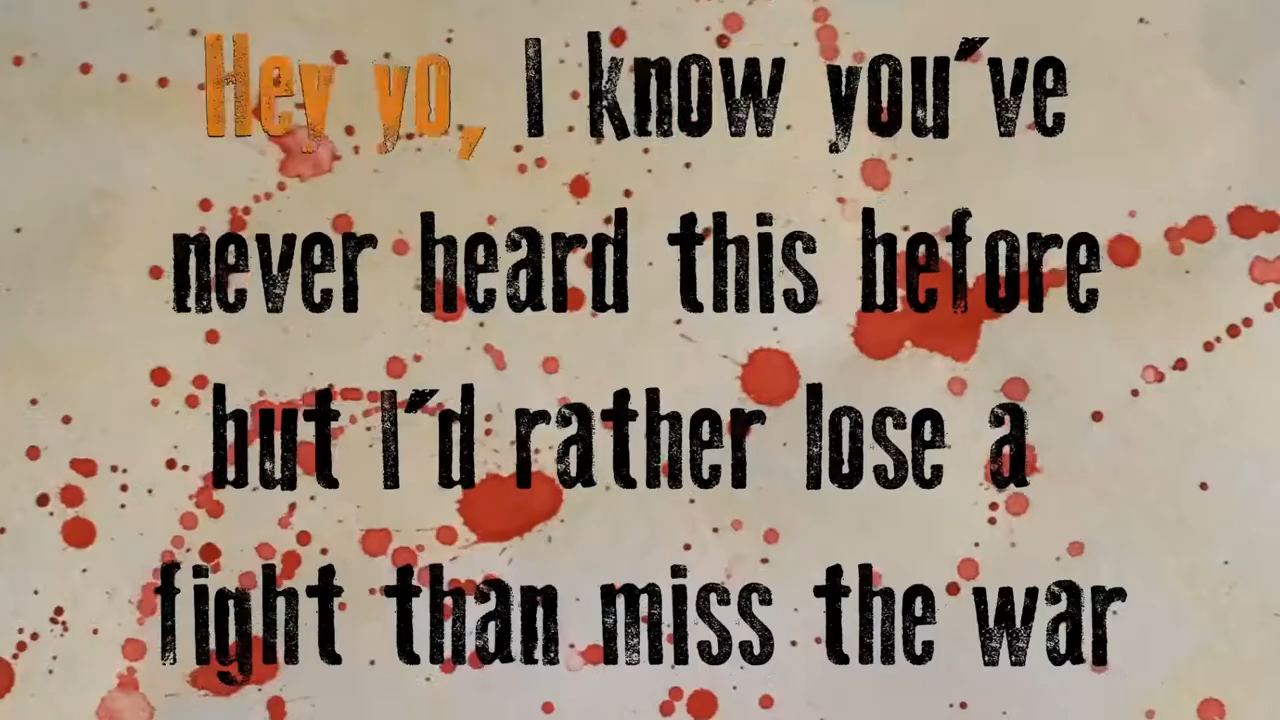 Hey yo, I know you've
never heard this before
but I'd rather lose a
fight than miss the war